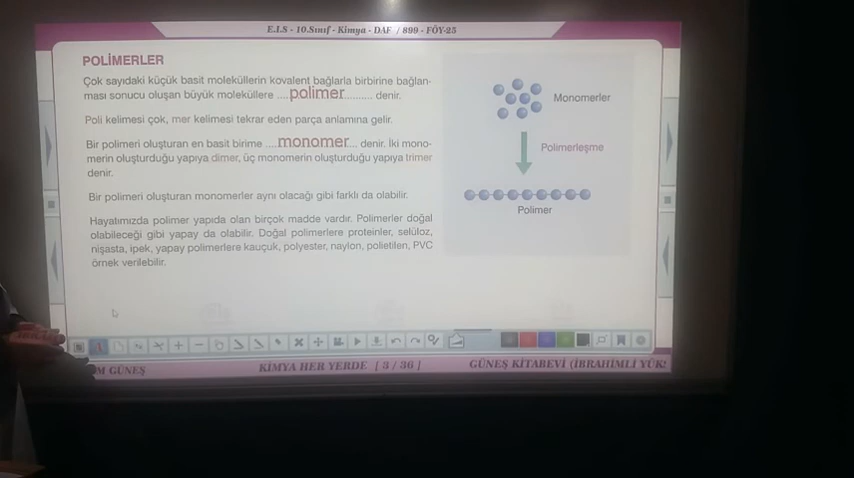 E.I.S - 10.Sınıf - Kimya - DAF / 899 - FÖY-25
POLİMERLER
Çok sayıdaki küçük basit moleküllerin kovalent bağlarla birbirine bağlan-
ması sonucu oluşan büyük moleküllere ....polimer.......... denir.
Poli kelimesi çok, mer kelimesi tekrar eden parça anlamına gelir.
Bir polimeri oluşturan en basit birime ....monomer... denir. İki mono-
merin oluşturduğu yapıya dimer, üç monomerin oluşturduğu yapıya trimer
denir.
Bir polimeri oluşturan monomerler aynı olacağı gibi farklı da olabilir.
Hayatımızda polimer yapıda olan birçok madde vardır. Polimerler doğal
olabileceği gibi yapay da olabilir. Doğal polimerlere proteinler, selüloz,
nişasta, ipek, yapay polimerlere kauçuk, polyester, naylon, polietilen, PVC
örnek verilebilir.
Monomerler
Polimerleşme
Polimer
M GÜNEŞ
KİMYA HER YERDE [ 3 / 36 ]
GÜNEŞ KİTABEVİ (İBRAHİMLİ YÜK!